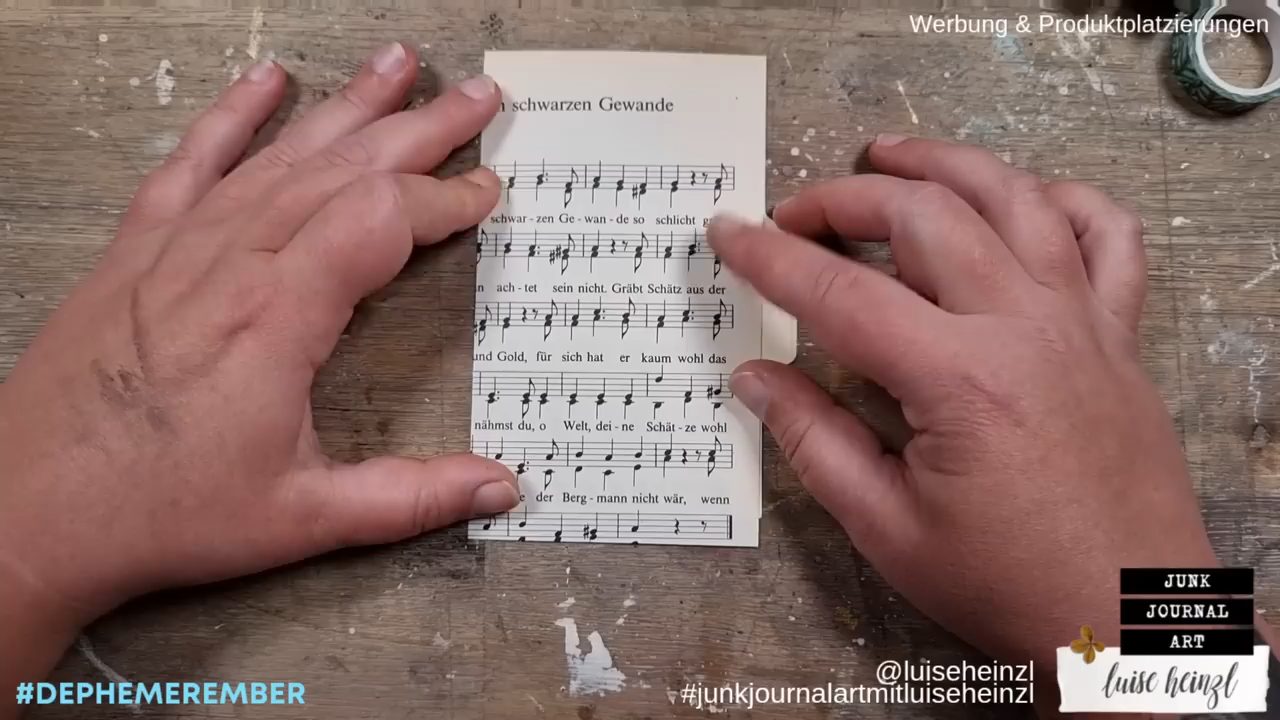 Werbung & Produktplatzierungen
schwarzen Gewande
schwar - zen Ge - wan - de so schlicht
ach - tet sein nicht. Gräbt Schätz aus der
und Gold, für sich hat er kaum wohl das
nähmst du, o Welt, dei - ne Schät - ze wohl
der Berg - mann nicht wär, wenn
JUNK
JOURNAL
ART
luise heinzl
@luiseheinzl
#junkjournalartmitluiseheinzl
#DEPHEMEREMBER